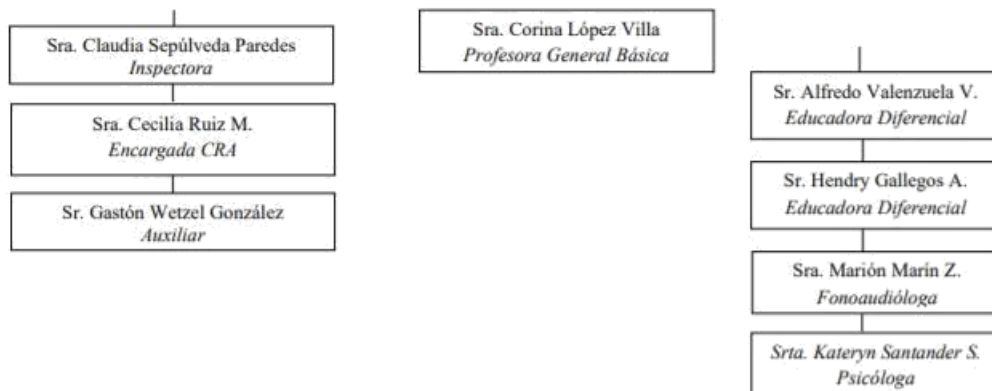 Sra. Claudia Sepúlveda Paredes
Inspectora
Sra. Cecilia Ruiz M.
Encargada CRA
Sr. Gastón Wetzel González
Auxiliar
Sra. Corina López Villa
Profesora General Básica
Sr. Alfredo Valenzuela V.
Educadora Diferencial
Sr. Hendry Gallegos A.
Educadora Diferencial
Sra. Marión Marín Z.
Fonoaudióloga
Srta. Kateryn Santander S.
Psicóloga